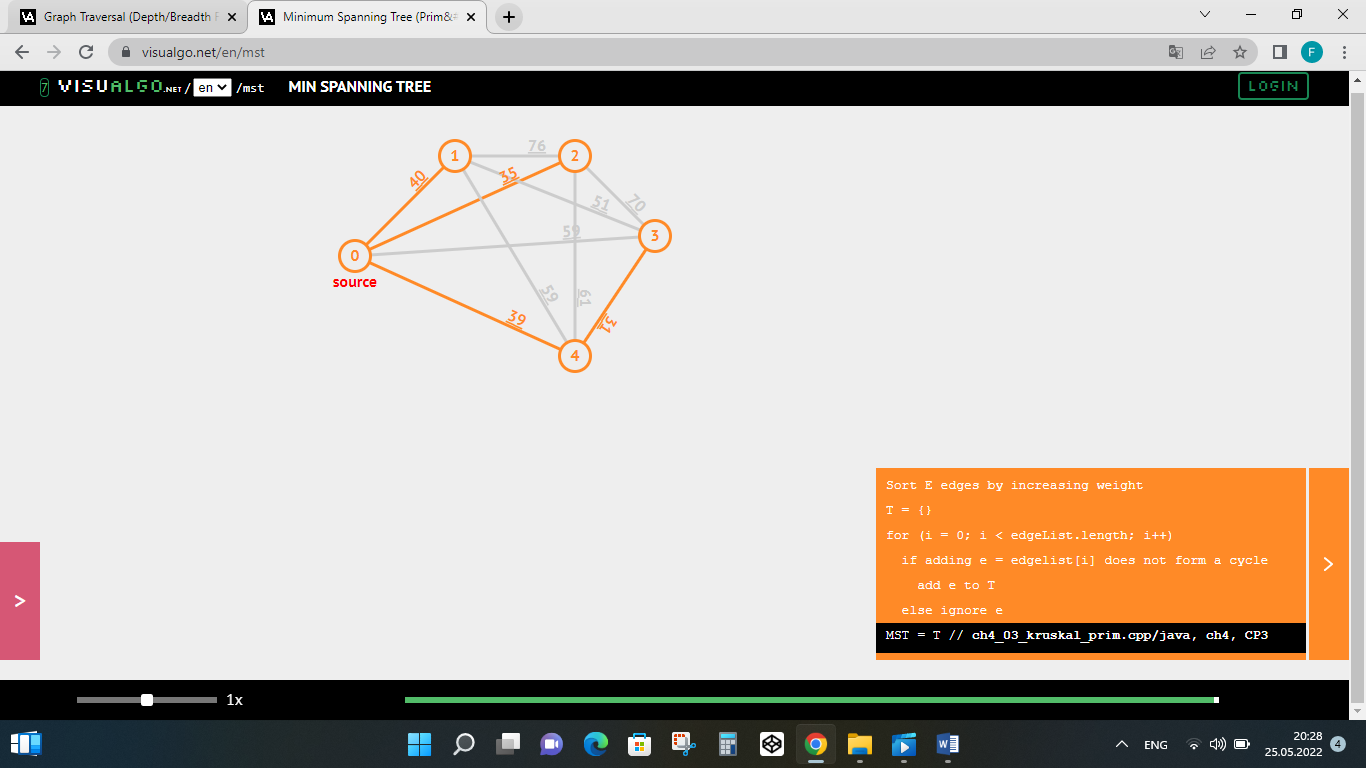 Graph Traversal (Depth/Breadth F
Minimum Spanning Tree (Prim&#
visualgo.net/en/mst
F
7 VISUALGO.NET / en /mst MIN SPANNING TREE LOGIN
1 76 2
40 35 51 70
59 3
0
source
59 61
39 31
4
Sort E edges by increasing weight
T = {}
for (i = 0; i < edgeList.length; i++)
if adding e = edgelist[i] does not form a cycle
add e to T
else ignore e
MST = T // ch4_03_kruskal_prim.cpp/java, ch4, CP3
>
>
1x
ENG
20:28
25.05.2022
4